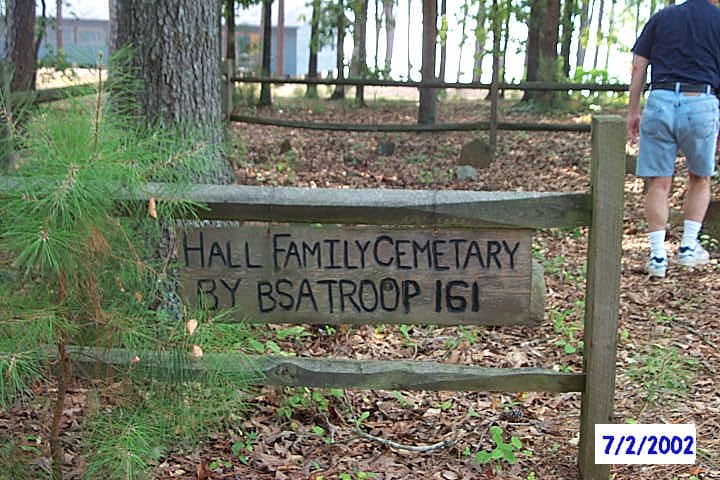 HALL FAMILY CEMETARY
BY BSA TROOP 161
7/2/2002